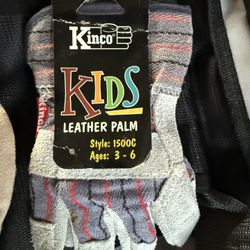 Kinco
KIDS
LEATHER PALM
Style: 1500C
Ages: 3 - 6